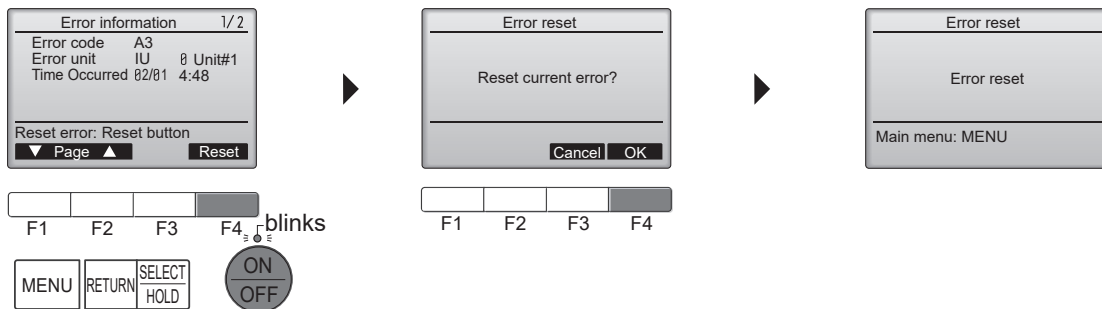 Error information 1/2
Error code A3
Error unit IU 0 Unit#1
Time Occurred 02/01 4:48
Reset error: Reset button
▼ Page ▲ Reset
F1 F2 F3 F4
blinks
MENU RETURN SELECT HOLD ON OFF
Error reset
Reset current error?
Cancel OK
F1 F2 F3 F4
Error reset
Error reset
Main menu: MENU